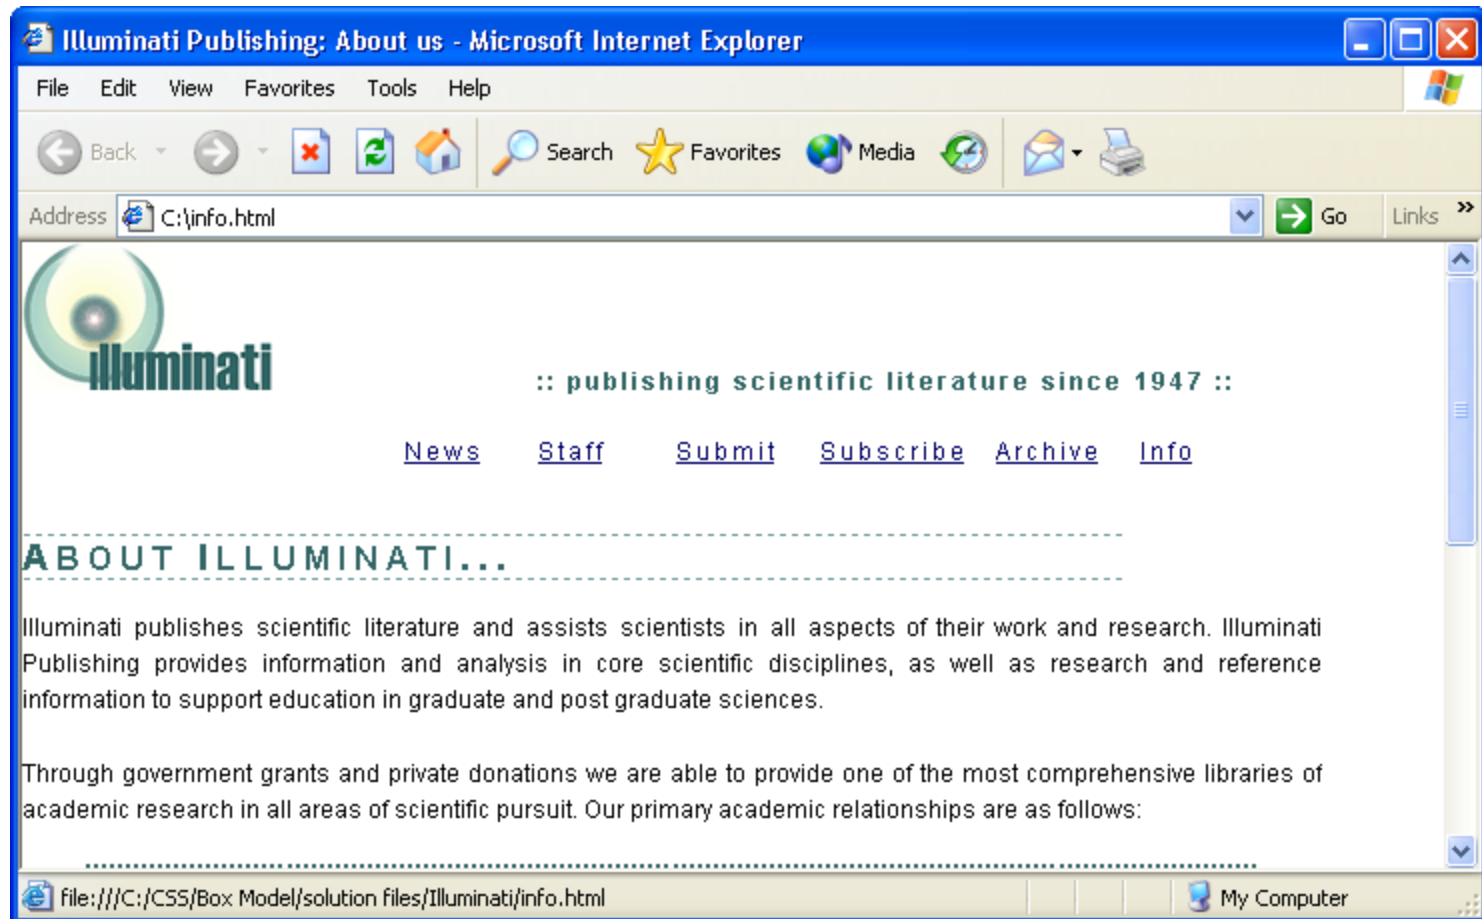 Illuminati Publishing: About us - Microsoft Internet Explorer
File Edit View Favorites Tools Help
Back Search Favorites Media
Address C:\info.html Go Links »
illuminati
:: publishing scientific literature since 1947 ::
News Staff Submit Subscribe Archive Info
ABOUT ILLUMINATI...
Illuminati publishes scientific literature and assists scientists in all aspects of their work and research. Illuminati
Publishing provides information and analysis in core scientific disciplines, as well as research and reference
information to support education in graduate and post graduate sciences.
Through government grants and private donations we are able to provide one of the most comprehensive libraries of
academic research in all areas of scientific pursuit. Our primary academic relationships are as follows:
file:///C:/CSS/Box Model/solution files/Illuminati/info.html My Computer